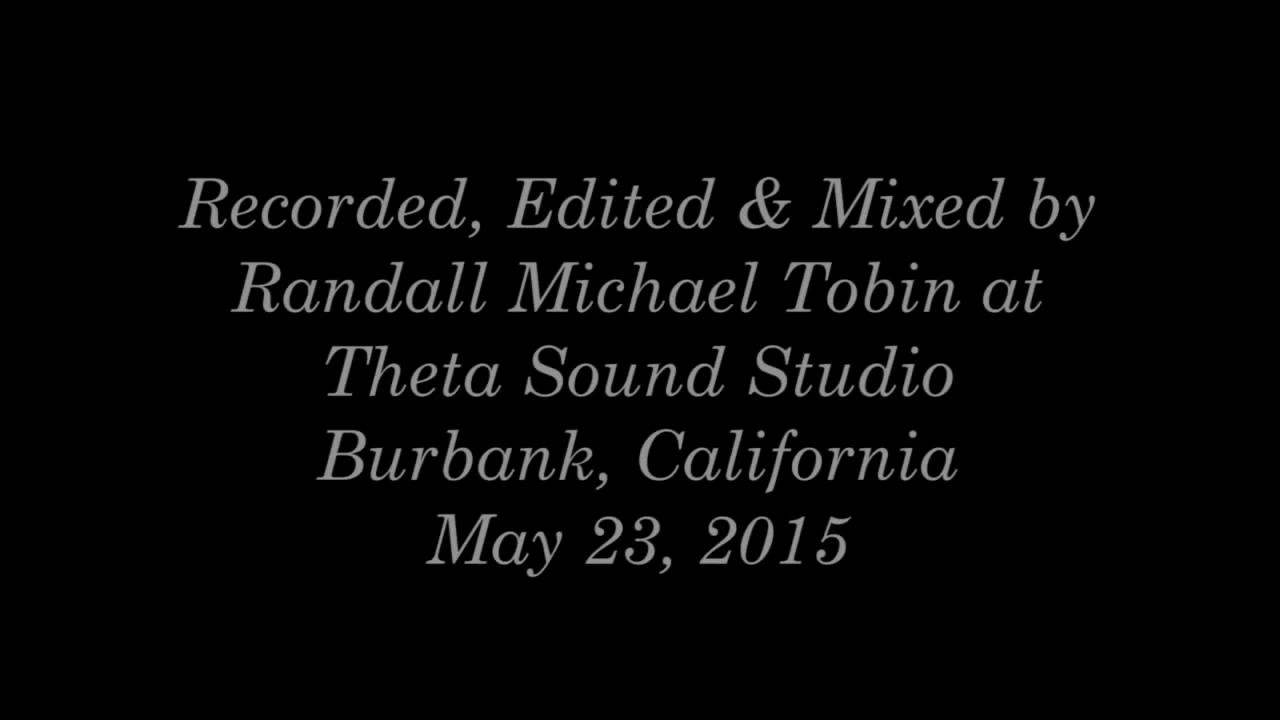 Recorded, Edited & Mixed by
Randall Michael Tobin at
Theta Sound Studio
Burbank, California
May 23, 2015